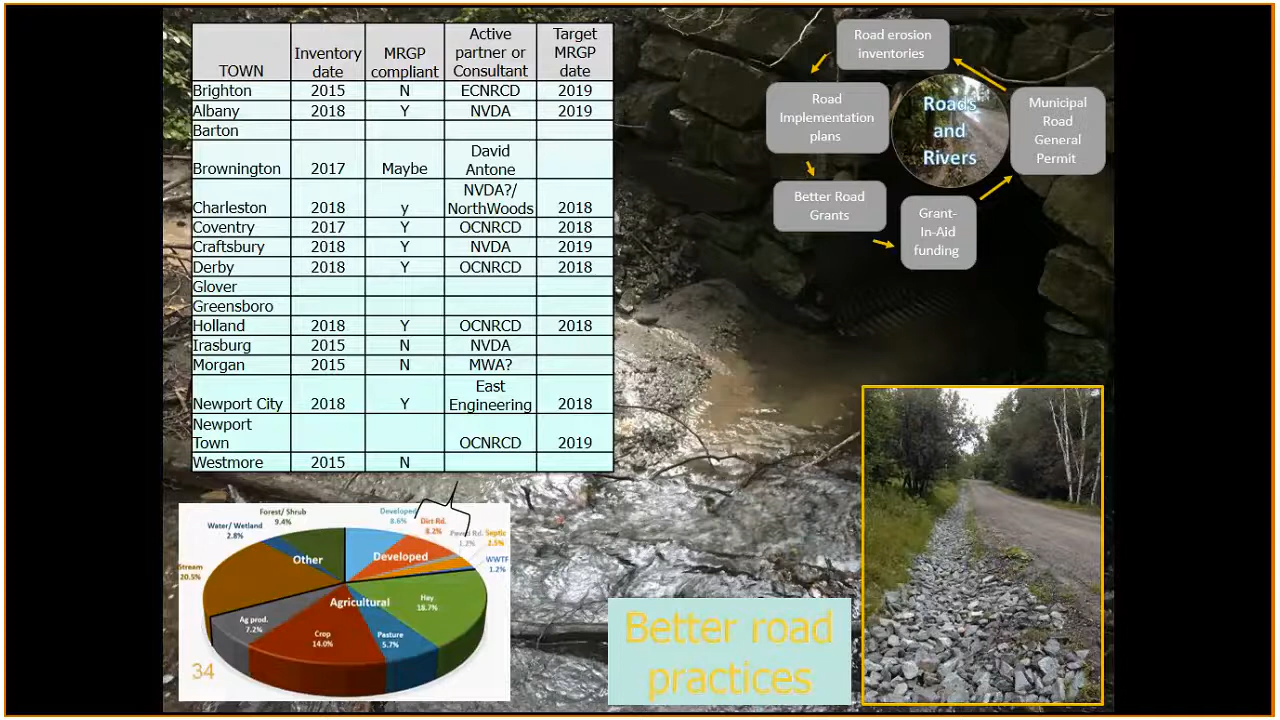 TOWN Inventory date MRGP compliant Active partner or Consultant Target MRGP date
Brighton 2015 N ECNRCD 2019
Albany 2018 Y NVDA 2019
Barton
Brownington 2017 Maybe David Antone
Charleston 2018 y NVDA?/ NorthWoods 2018
Coventry 2017 Y OCNRCD 2018
Craftsbury 2018 Y NVDA 2019
Derby 2018 Y OCNRCD 2018
Glover
Greensboro
Holland 2018 Y OCNRCD 2018
Irasburg 2015 N NVDA
Morgan 2015 N MWA?
Newport City 2018 Y East Engineering 2018
Newport Town OCNRCD 2019
Westmore 2015 N
Road erosion
inventories
Road
Implementation
plans
Roads
and
Rivers
Municipal
Road
General
Permit
Better Road
Grants
Grant-
In-Aid
funding
Forest/ Shrub
9.4%
Water/ Wetland
2.8%
Stream
20.5%
Other
Developed
8.6%
Dirt Rd.
8.2%
Paved Rd.
1.2%
Septic
2.5%
WWTF
1.2%
Developed
Agricultural
Hay
18.7%
Ag prod.
7.2%
Crop
14.0%
Pasture
5.7%
34
Better road
practices